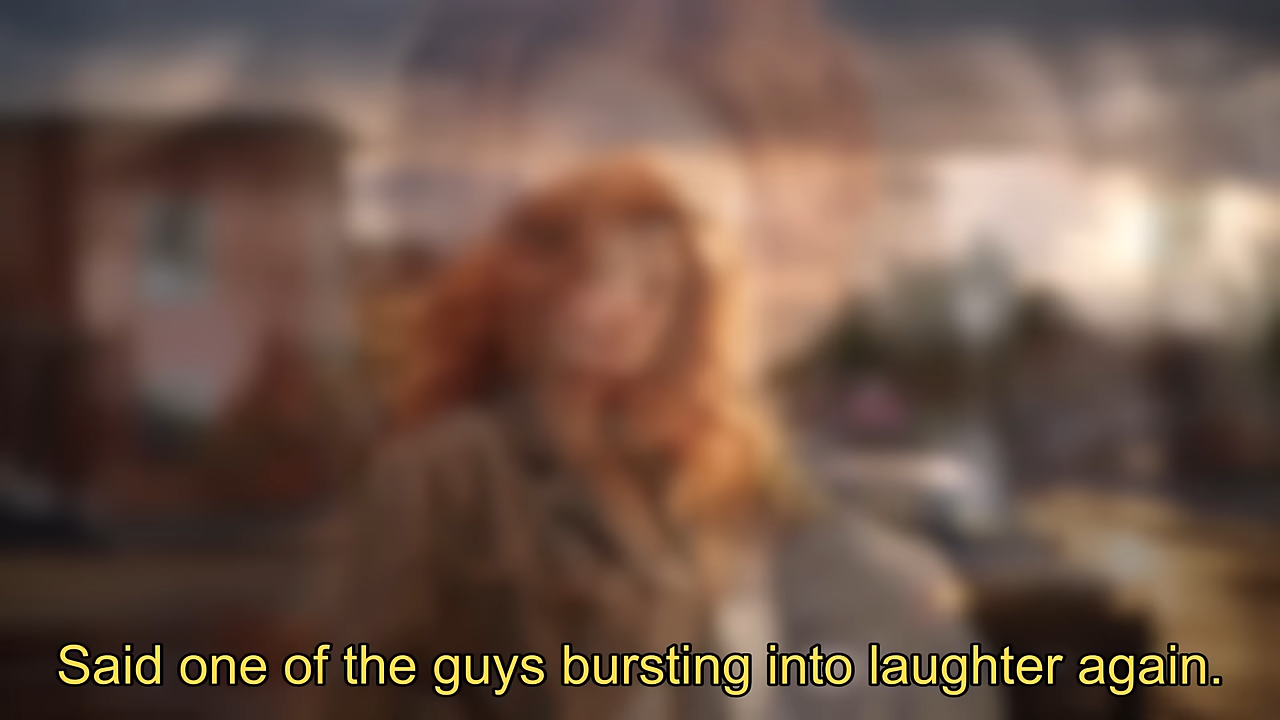 Said one of the guys bursting into laughter again.